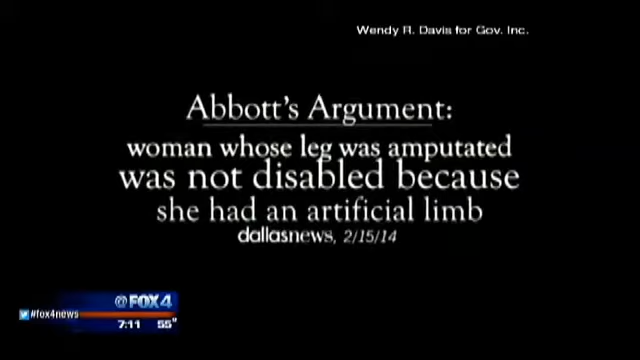 Wendy R. Davis for Gov. Inc.
Abbott's Argument:
woman whose leg was amputated
was not disabled because
she had an artificial limb
dallasnews, 2/15/14
@FOX4
#fox4news
7:11 55°